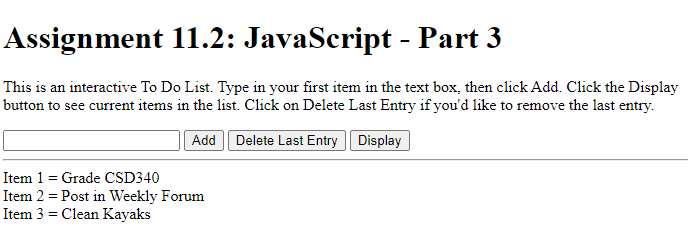 Assignment 11.2: JavaScript - Part 3
This is an interactive To Do List. Type in your first item in the text box, then click Add. Click the Display
button to see current items in the list. Click on Delete Last Entry if you'd like to remove the last entry.
Add Delete Last Entry Display
Item 1 = Grade CSD340
Item 2 = Post in Weekly Forum
Item 3 = Clean Kayaks